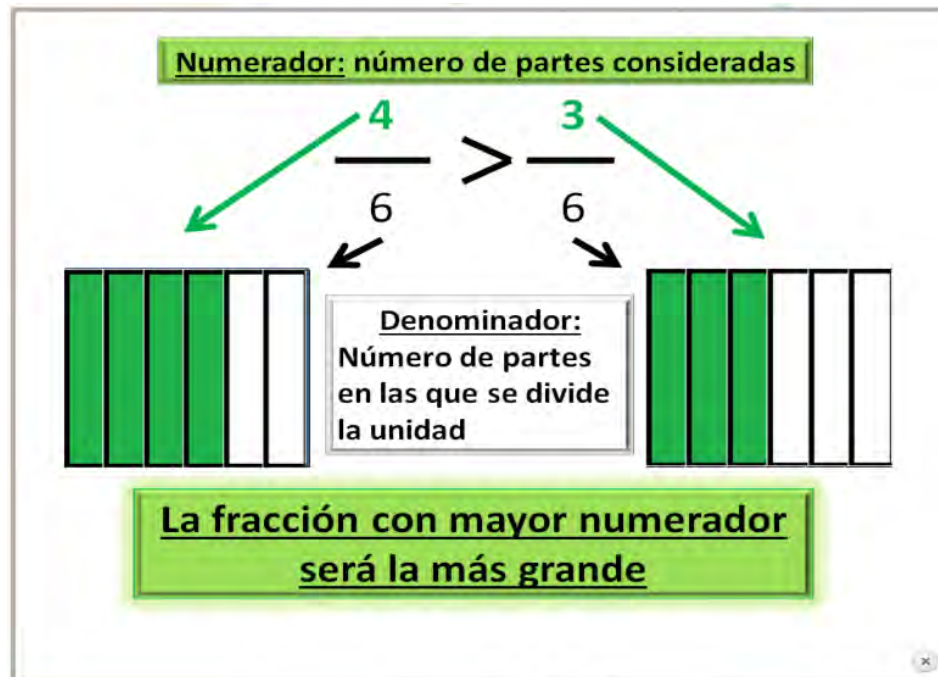 Numerador: número de partes consideradas
4 > 3
6 6
Denominador:
Número de partes
en las que se divide
la unidad
La fracción con mayor numerador
será la más grande